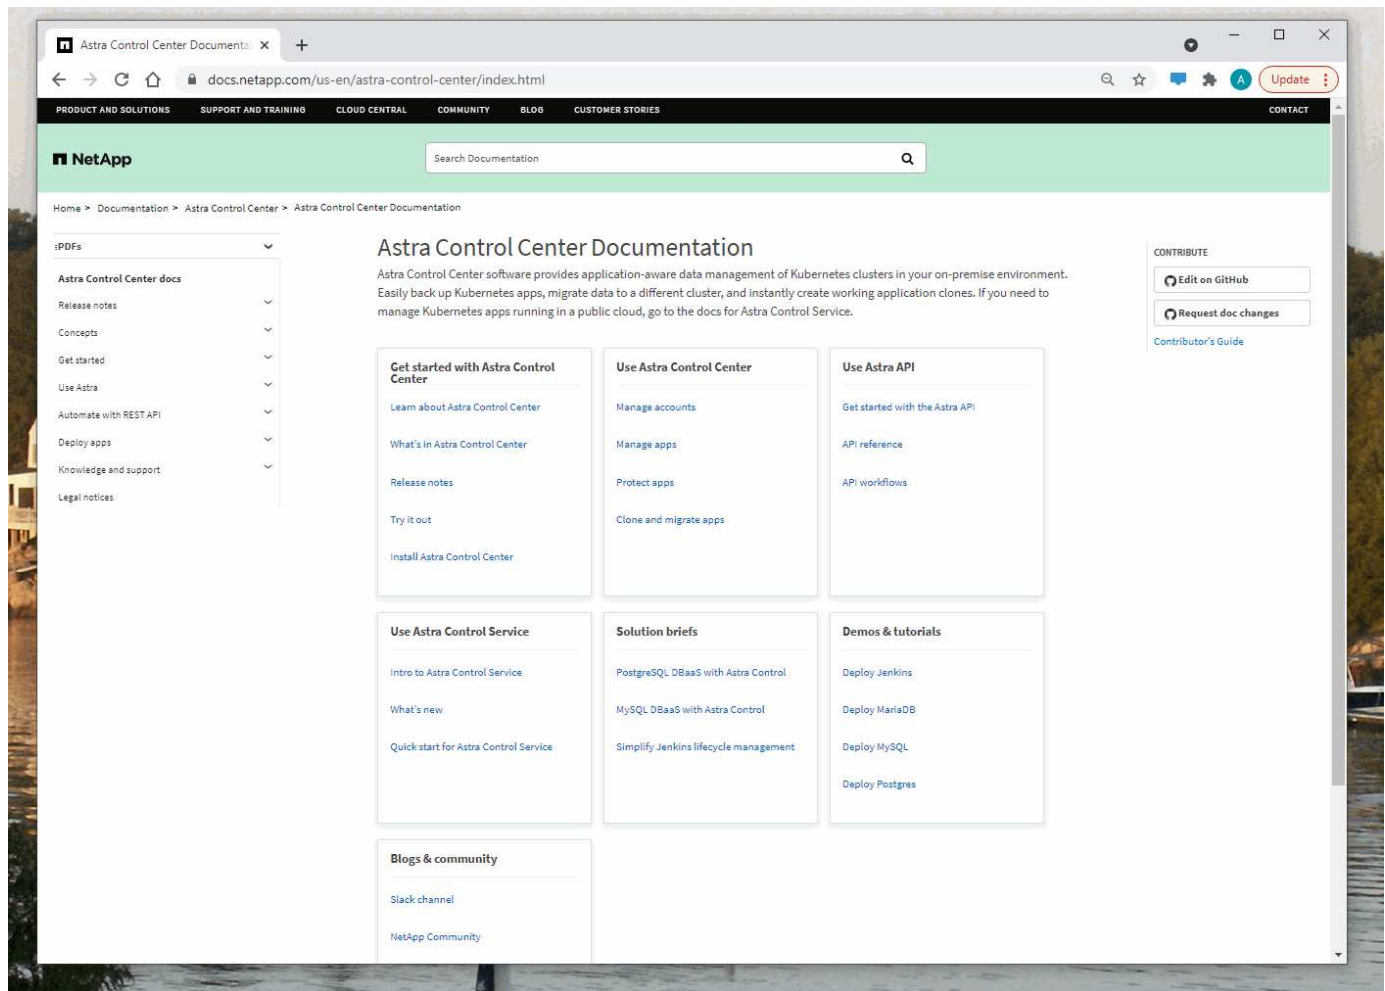 Astra Control Center Documenta
docs.netapp.com/us-en/astra-control-center/index.html
A
Update
PRODUCT AND SOLUTIONS SUPPORT AND TRAINING CLOUD CENTRAL COMMUNITY BLOG CUSTOMER STORIES CONTACT
NetApp
Search Documentation
Home > Documentation > Astra Control Center > Astra Control Center Documentation
:PDFs
Astra Control Center docs
Release notes
Concepts
Get started
Use Astra
Automate with REST API
Deploy apps
Knowledge and support
Legal notices
Astra Control Center Documentation
Astra Control Center software provides application-aware data management of Kubernetes clusters in your on-premise environment.
Easily back up Kubernetes apps, migrate data to a different cluster, and instantly create working application clones. If you need to
manage Kubernetes apps running in a public cloud, go to the docs for Astra Control Service.
Get started with Astra Control
Center
Learn about Astra Control Center
What's in Astra Control Center
Release notes
Try it out
Install Astra Control Center
Use Astra Control Center
Manage accounts
Manage apps
Protect apps
Clone and migrate apps
Use Astra API
Get started with the Astra API
API reference
API workflows
Use Astra Control Service
Intro to Astra Control Service
What's new
Quick start for Astra Control Service
Solution briefs
PostgreSQL DBaaS with Astra Control
MySQL DBaaS with Astra Control
Simplify Jenkins lifecycle management
Demos & tutorials
Deploy Jenkins
Deploy MariaDB
Deploy MySQL
Deploy Postgres
Blogs & community
Slack channel
NetApp Community
CONTRIBUTE
Edit on GitHub
Request doc changes
Contributor's Guide